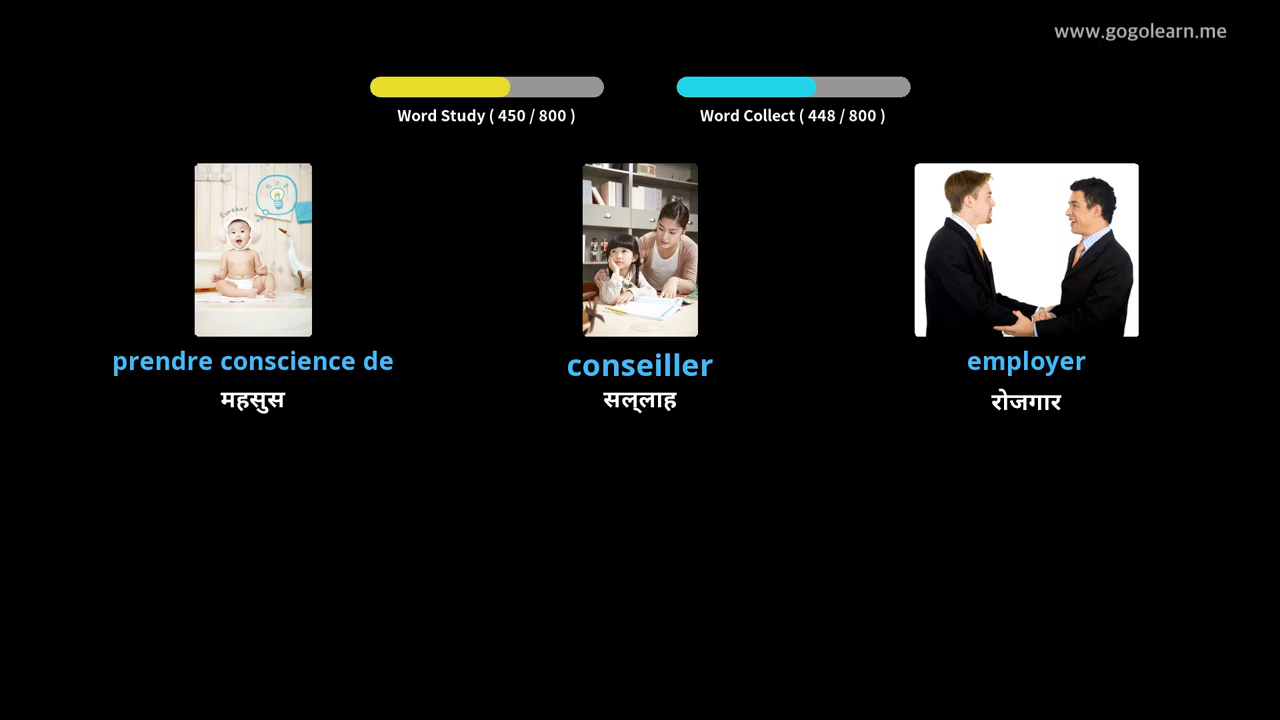 www.gogolearn.me
Word Study ( 450 / 800 )
Word Collect ( 448 / 800 )
Eureka!
prendre conscience de
conseiller
employer
महसुस
सल्लाह
रोजगार